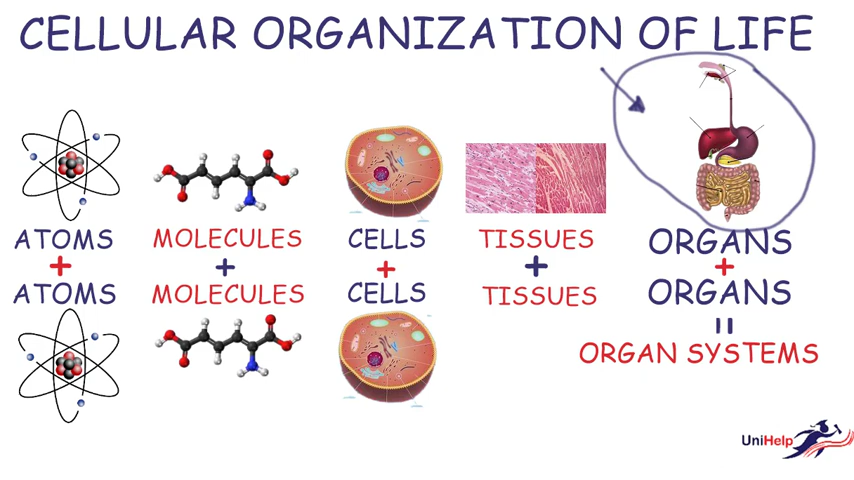 CELLULAR ORGANIZATION OF LIFE
ATOMS
+
ATOMS
MOLECULES
+
MOLECULES
CELLS
+
CELLS
TISSUES
+
TISSUES
ORGANS
+
ORGANS
=
ORGAN SYSTEMS
UniHelp